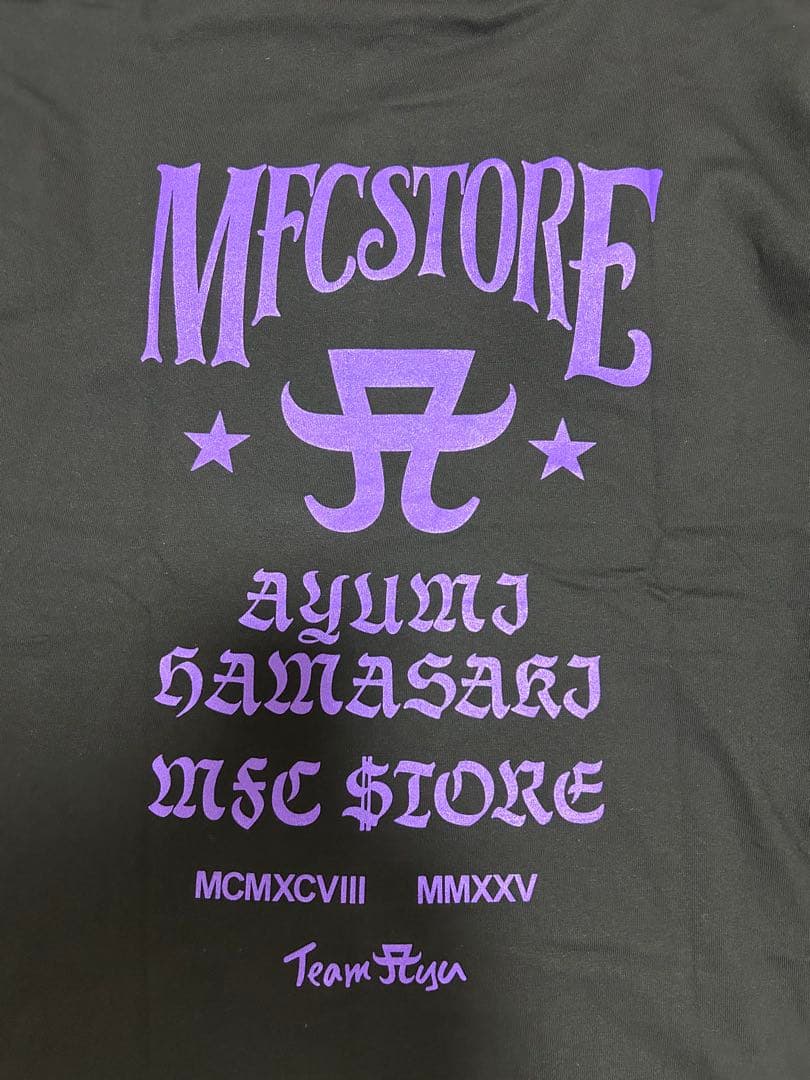 MFCSTORE
A
AYUMI
HAMASAKI
MFC $TORE
MCMXCVIII MMXXV
Team Ayu